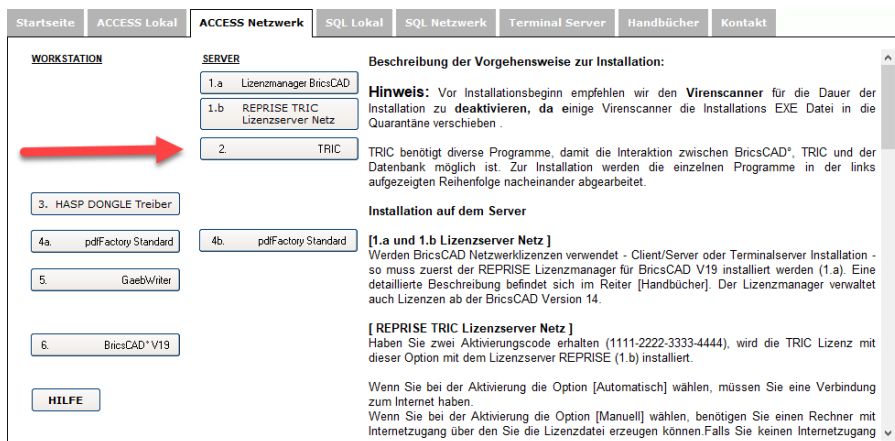 Startseite
ACCESS Lokal
ACCESS Netzwerk
SQL Lokal
SQL Netzwerk
Terminal Server
Handbücher
Kontakt
WORKSTATION
SERVER
1.a Lizenzmanager BricsCAD
1.b REPRISE TRIC
Lizenzserver Netz
2. TRIC
3. HASP DONGLE Treiber
4a. pdfFactory Standard
4b. pdfFactory Standard
5. GaebWriter
6. BricsCAD° V19
HILFE
Beschreibung der Vorgehensweise zur Installation:
Hinweis: Vor Installationsbeginn empfehlen wir den Virenscanner für die Dauer der
Installation zu deaktivieren, da einige Virenscanner die Installations EXE Datei in die
Quarantäne verschieben .
TRIC benötigt diverse Programme, damit die Interaktion zwischen BricsCAD°, TRIC und der
Datenbank möglich ist. Zur Installation werden die einzelnen Programme in der links
aufgezeigten Reihenfolge nacheinander abgearbeitet.
Installation auf dem Server
[1.a und 1.b Lizenzserver Netz ]
Werden BricsCAD Netzwerklizenzen verwendet - Client/Server oder Terminalserver Installation -
so muss zuerst der REPRISE Lizenzmanager für BricsCAD V19 installiert werden (1.a). Eine
detaillierte Beschreibung befindet sich im Reiter [Handbücher]. Der Lizenzmanager verwaltet
auch Lizenzen ab der BricsCAD Version 14.
[ REPRISE TRIC Lizenzserver Netz ]
Haben Sie zwei Aktivierungscode erhalten (1111-2222-3333-4444), wird die TRIC Lizenz mit
dieser Option mit dem Lizenzserver REPRISE (1.b) installiert.
Wenn Sie bei der Aktivierung die Option [Automatisch] wählen, müssen Sie eine Verbindung
zum Internet haben.
Wenn Sie bei der Aktivierung die Option [Manuell] wählen, benötigen Sie einen Rechner mit
Internetzugang über den Sie die Lizenzdatei erzeugen können.Falls Sie keinen Internetzugang